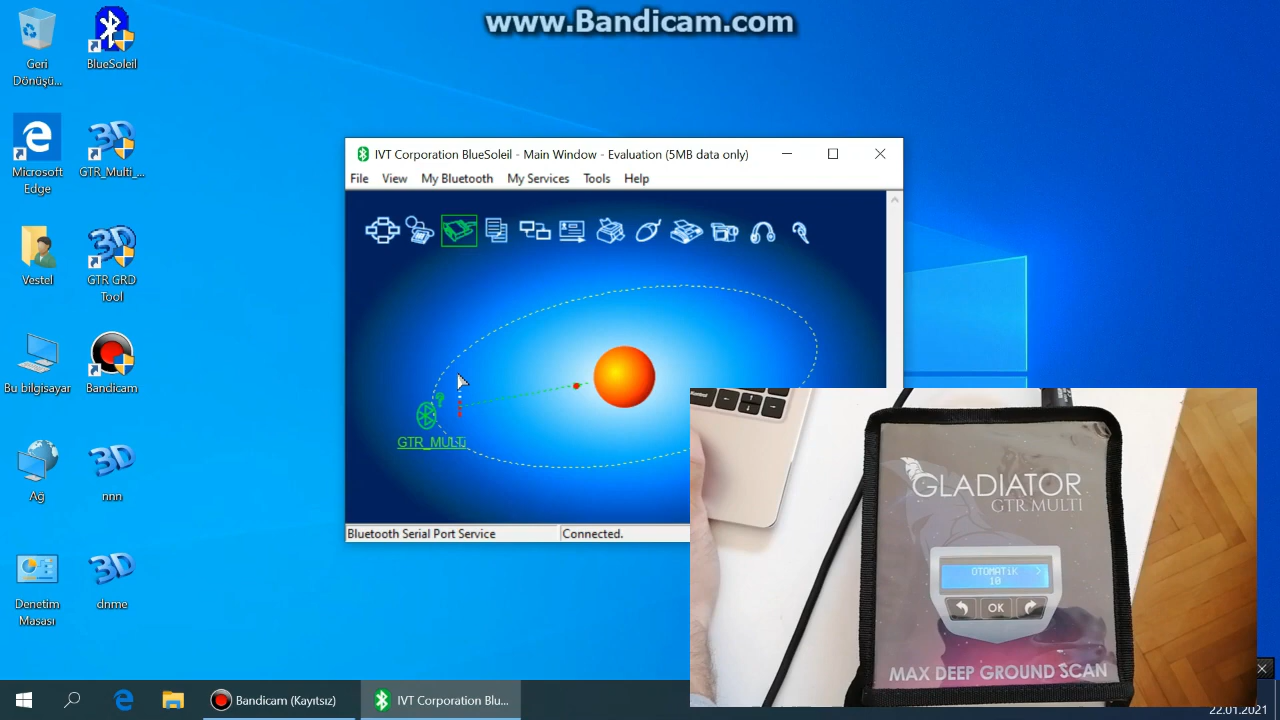 www.Bandicam.com
Geri
Dönüşü...
BlueSoleil
Microsoft
Edge
GTR_Multi_...
Vestel
GTR GRD
Tool
Bu bilgisayar
Bandicam
Ağ
nnn
Denetim
Masası
dnme
IVT Corporation BlueSoleil - Main Window - Evaluation (5MB data only)
File View My Bluetooth My Services Tools Help
GTR_MULTi
Bluetooth Serial Port Service Connected.
GLADIATOR
GTR MULTI
OTOMATiK
10
OK
MAX DEEP GROUND SCAN
Bandicam (Kayıtsız) IVT Corporation Blu...
22.01.2021